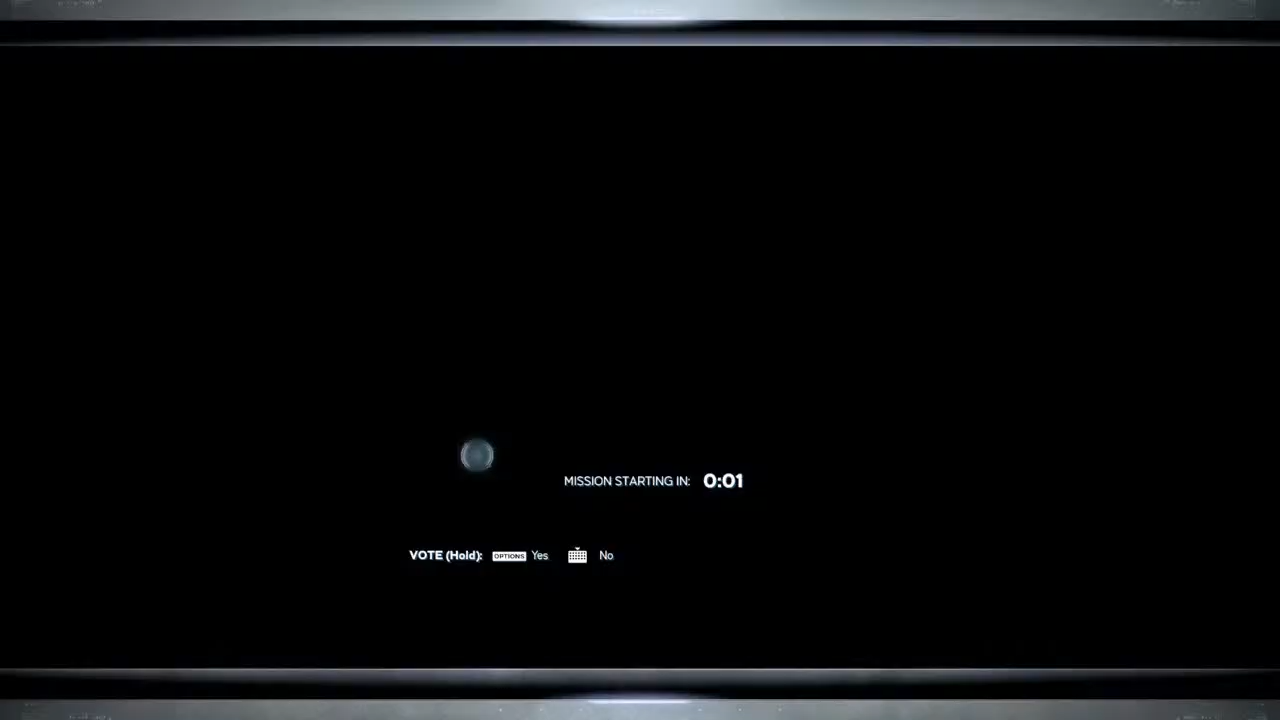 MISSION STARTING IN: 0:01
VOTE (Hold): OPTIONS Yes No